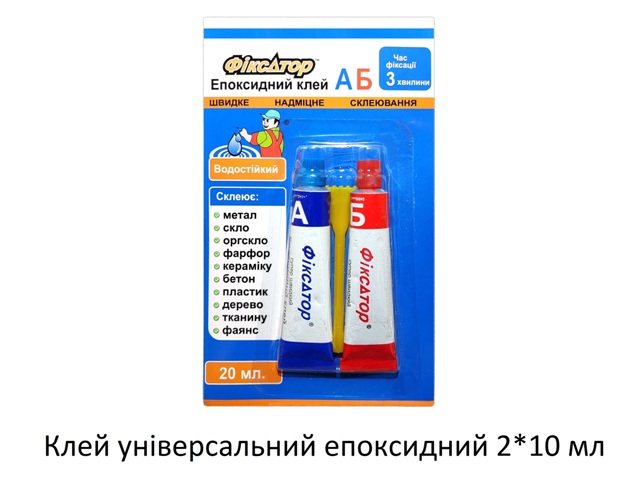 Фіксатор™
Епоксидний клей АБ
Час
фіксації
3 хвилини
ШВИДКЕ НАДМІЦНЕ СКЛЕЮВАННЯ
Водостійкий
Склеює:
метал
скло
оргскло
фарфор
кераміку
бетон
пластик
дерево
тканину
фаянс
20 мл.
А
Фіксатор®
Б
Фіксатор®
Клей універсальний епоксидний 2*10 мл